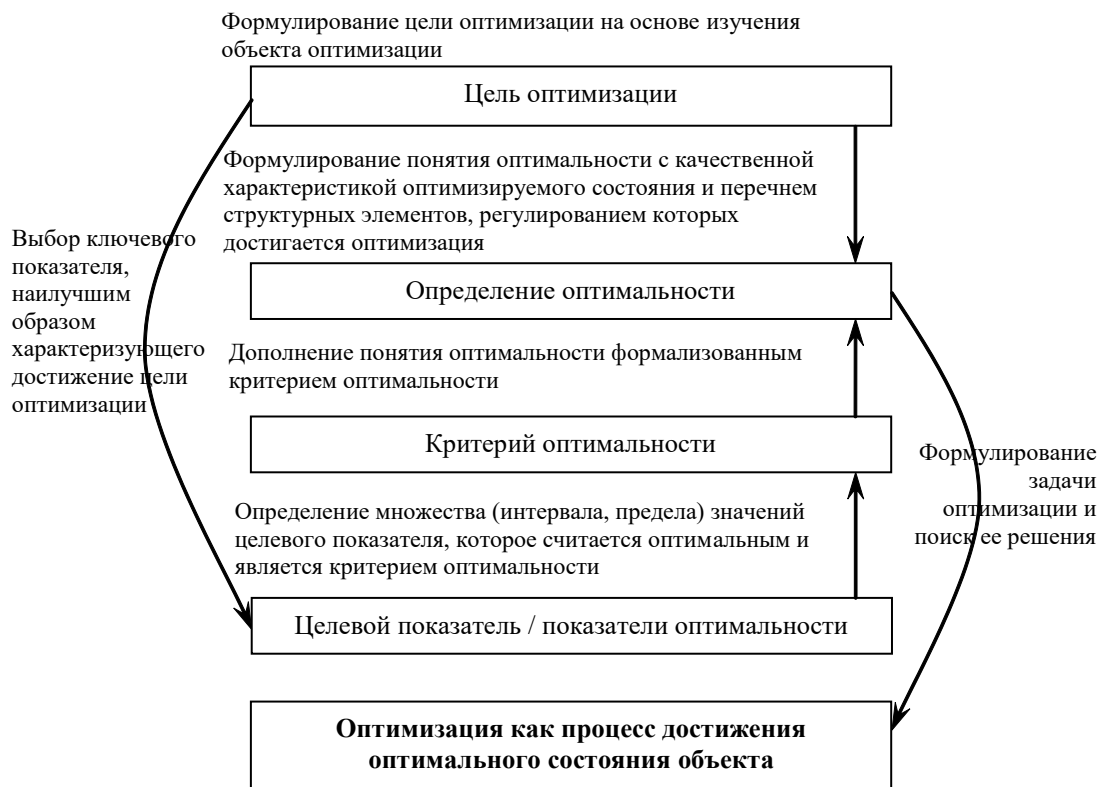 Формулирование цели оптимизации на основе изучения
объекта оптимизации
Цель оптимизации
Формулирование понятия оптимальности с качественной
характеристикой оптимизируемого состояния и перечнем
структурных элементов, регулированием которых
достигается оптимизация
Выбор ключевого
показателя,
наилучшим
образом
характеризующего
достижение цели
оптимизации
Определение оптимальности
Дополнение понятия оптимальности формализованным
критерием оптимальности
Критерий оптимальности
Формулирование
задачи
оптимизации и
поиск ее решения
Определение множества (интервала, предела) значений
целевого показателя, которое считается оптимальным и
является критерием оптимальности
Целевой показатель / показатели оптимальности
Оптимизация как процесс достижения
оптимального состояния объекта